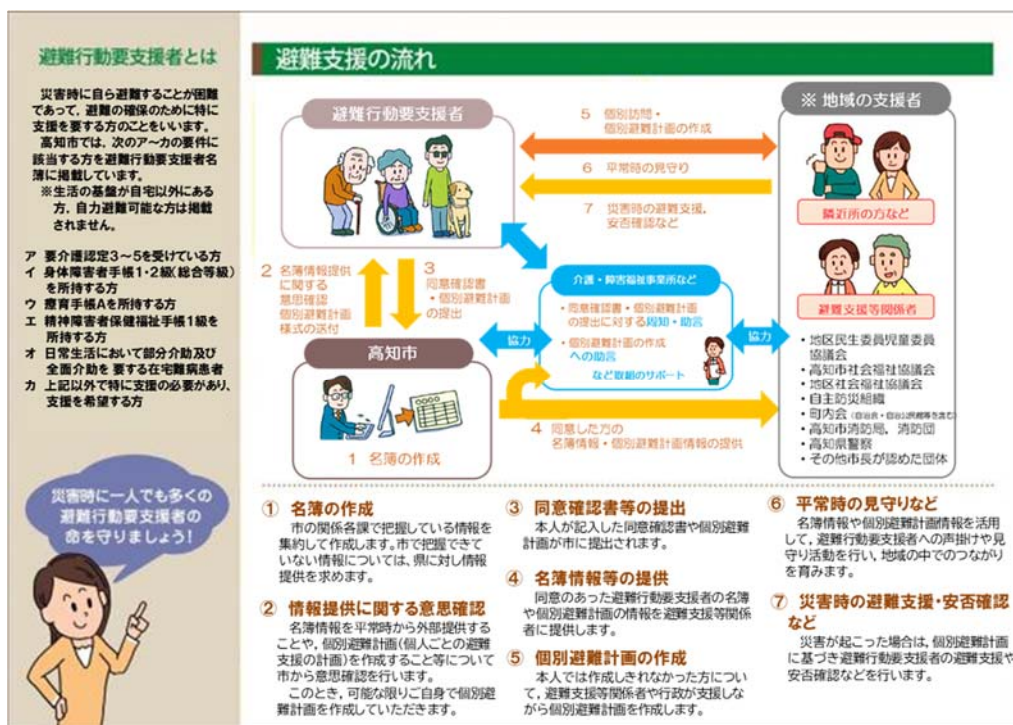 避難行動要支援者とは
災害時に自ら避難することが困難
であって，避難の確保のために特に
支援を要する方のことをいいます。
高知市では，次のア～カの要件に
該当する方を避難行動要支援者名
簿に掲載しています。
※生活の基盤が自宅以外にある
方，自力避難可能な方は掲載
されません。
ア 要介護認定3～5を受けている方
イ 身体障害者手帳1・2級(総合等級)
を所持する方
ウ 療育手帳Aを所持する方
エ 精神障害者保健福祉手帳1級を
所持する方
オ 日常生活において部分介助及び
全面介助を要する在宅難病患者
カ 上記以外で特に支援の必要があり、
支援を希望する方
災害時に一人でも多くの
避難行動要支援者の
命を守りましょう!
避難支援の流れ
避難行動要支援者
5 個別訪問・
個別避難計画の作成
6 平常時の見守り
7 災害時の避難支援，
安否確認など
※ 地域の支援者
隣近所の方など
避難支援等関係者
・地区民生委員児童委員
協議会
・高知市社会福祉協議会
・地区社会福祉協議会
・自主防災組織
・町内会（自治会・自治公民館等を含む）
・高知市消防局，消防団
・高知県警察
・その他市長が認めた団体
2 名簿情報提供
に関する
意思確認
個別避難計画
様式の送付
3
同意確認書
・個別避難計画
の提出
介護・障害福祉事業所など
・同意確認書・個別避難計画
の提出に対する周知・助言
・個別避難計画の作成
への助言
など取組のサポート
協力
協力
高知市
1 名簿の作成
4 同意した方の
名簿情報・個別避難計画情報の提供
① 名簿の作成
市の関係各課で把握している情報を
集約して作成します。市で把握できて
いない情報については、県に対し情報
提供を求めます。
② 情報提供に関する意思確認
名簿情報を平常時から外部提供する
ことや，個別避難計画(個人ごとの避難
支援の計画)を作成すること等について
市から意思確認を行います。
このとき，可能な限りご自身で個別避
難計画を作成していただきます。
③ 同意確認書等の提出
本人が記入した同意確認書や個別避難
計画が市に提出されます。
④ 名簿情報等の提供
同意のあった避難行動要支援者の名簿
や個別避難計画の情報を避難支援等関係
者に提供します。
⑤ 個別避難計画の作成
本人では作成しきれなかった方につい
て，避難支援等関係者や行政が支援しな
がら個別避難計画を作成します。
⑥ 平常時の見守りなど
名簿情報や個別避難計画情報を活用
して，避難行動要支援者への声掛けや見
守り活動を行い，地域の中でのつながり
を育みます。
⑦ 災害時の避難支援・安否確認
など
災害が起こった場合は，個別避難計画
に基づき避難行動要支援者の避難支援や
安否確認などを行います。